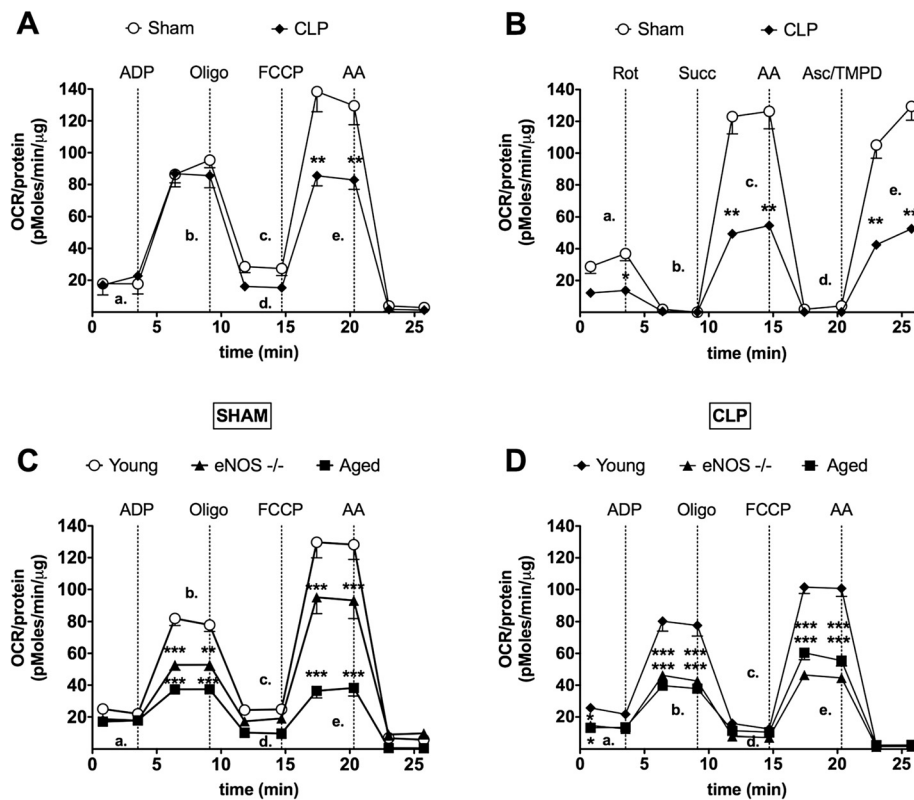 A
Sham
CLP
ADP
Oligo
FCCP
AA
OCR/protein
(pMoles/min/µg)
140
120
100
80
60
40
20
**
**
a.
b.
c.
d.
e.
0
5
10
15
20
25
time (min)
B
Sham
CLP
Rot
Succ
AA
Asc/TMPD
OCR/protein
(pMoles/min/µg)
140
120
100
80
60
40
20
a.
*
b.
c.
**
**
d.
e.
**
**
0
5
10
15
20
25
time (min)
SHAM
C
Young
eNOS -/-
Aged
ADP
Oligo
FCCP
AA
OCR/protein
(pMoles/min/µg)
140
120
100
80
60
40
20
b.
***
**
***
***
a.
c.
d.
***
***
***
***
e.
0
5
10
15
20
25
time (min)
CLP
D
Young
eNOS -/-
Aged
ADP
Oligo
FCCP
AA
OCR/protein
(pMoles/min/µg)
140
120
100
80
60
40
20
*
*
a.
***
***
***
***
b.
c.
d.
***
***
***
***
e.
0
5
10
15
20
25
time (min)